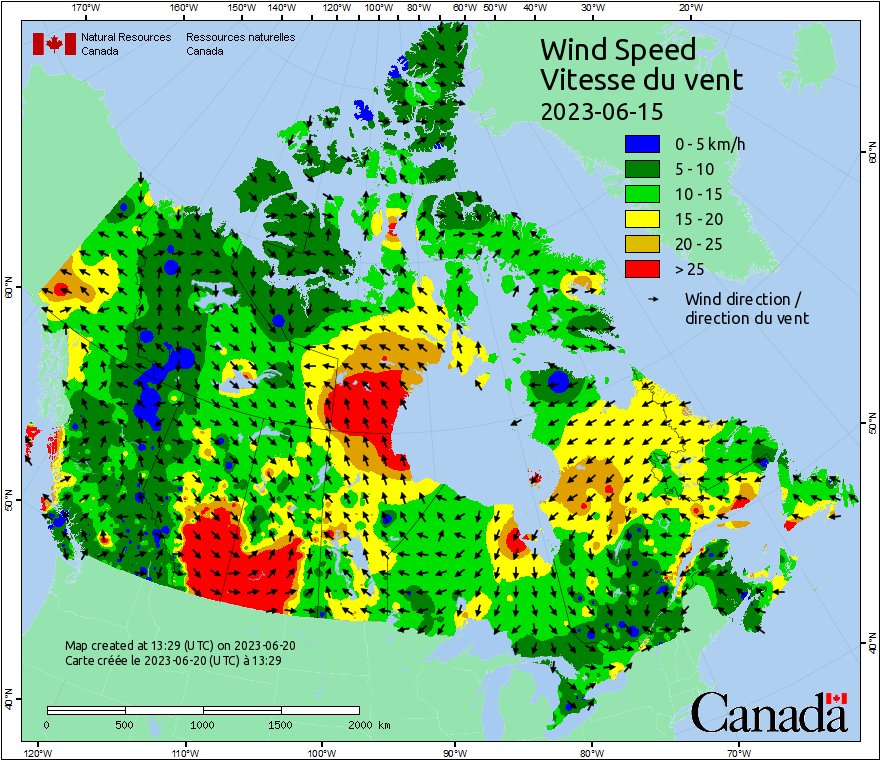 170°W 160°W 150°W 140°W 130°W 120°W 110°W 100°W 90°W 80°W 70°W 60°W 50°W 40°W 30°W 20°W
Natural Resources Ressources naturelles
Canada Canada
Wind Speed
Vitesse du vent
2023-06-15
0 - 5 km/h
5 - 10
10 - 15
15 - 20
20 - 25
> 25
Wind direction /
direction du vent
60°N
60°N
50°N
50°N
40°N
40°N
Map created at 13:29 (UTC) on 2023-06-20
Carte créée le 2023-06-20 (UTC) à 13:29
0 500 1000 1500 2000 km
Canada
120°W 110°W 100°W 90°W 80°W 70°W